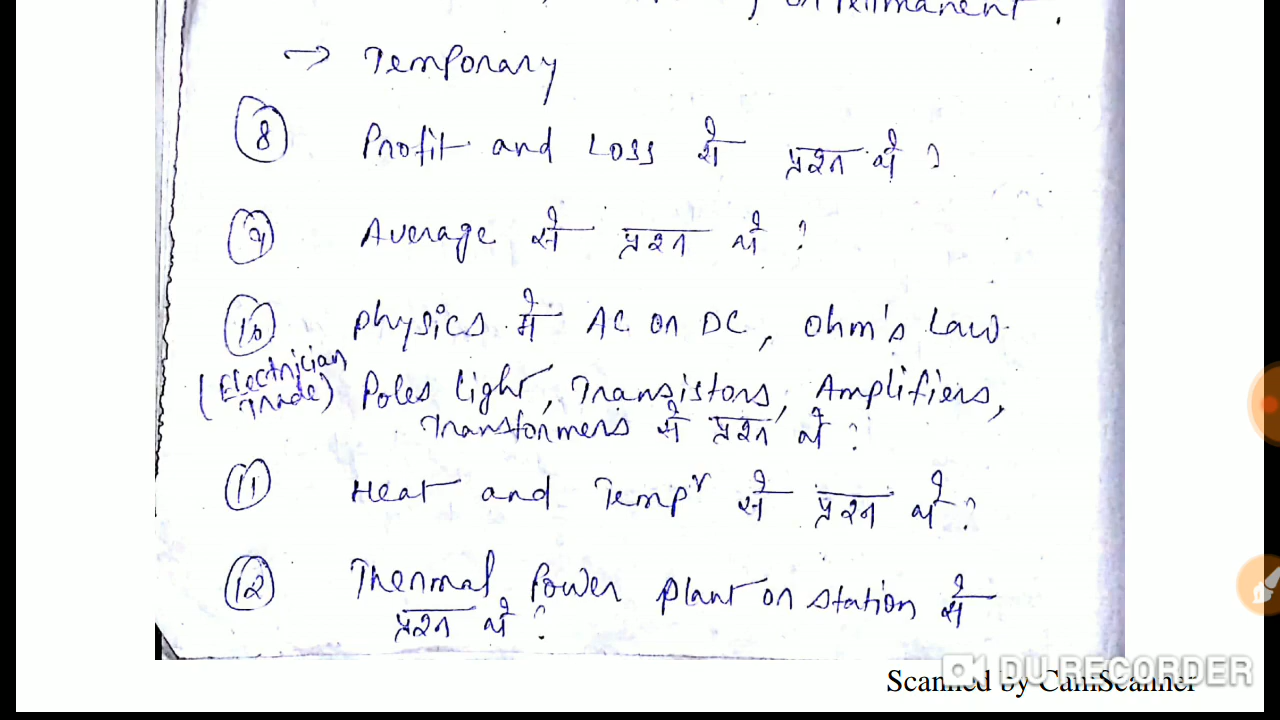 or Permanent.
→ Temporary
8 Profit and Loss से प्रश्न थे?
9 Average से प्रश्न थे?
10 Physics में AC or DC, Ohm's Law.
(Electrician Trade) Poles light, Transistors, Amplifiers,
Transformers से प्रश्न थे?
11 Heat and Tempr से प्रश्न थे?
12 Thermal Power plant or station से
प्रश्न थे?
DU RECORDER
Scanned by CamScanner